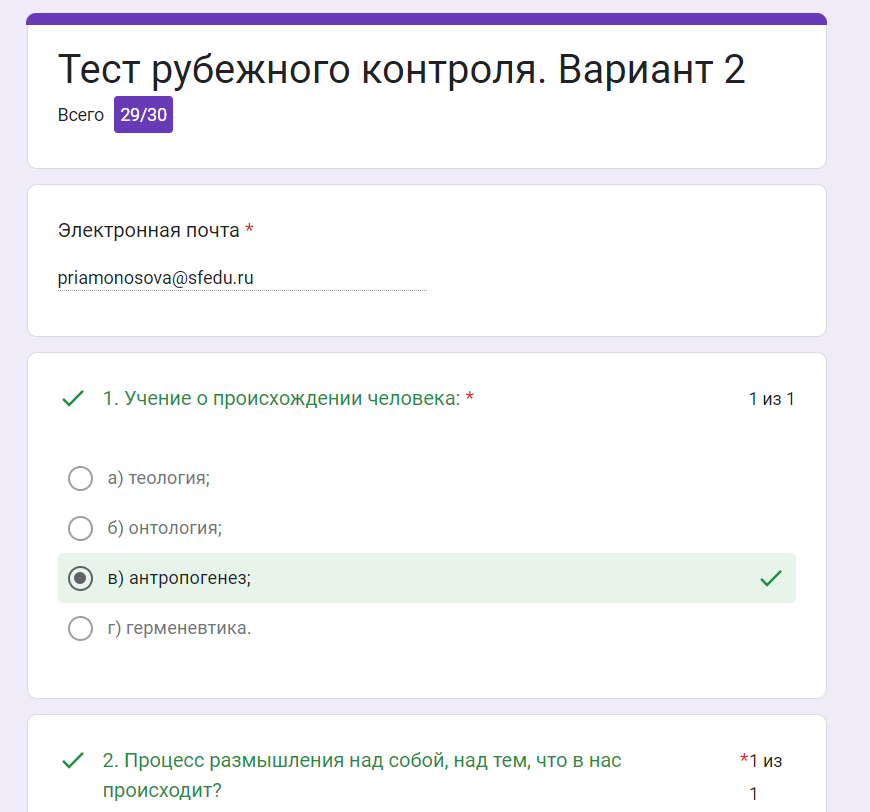 Тест рубежного контроля. Вариант 2
Всего 29/30
Электронная почта *
priamonosova@sfedu.ru
1. Учение о происхождении человека: * 1 из 1
а) теология;
б) онтология;
в) антропогенез;
г) герменевтика.
2. Процесс размышления над собой, над тем, что в нас *1 из
происходит? 1